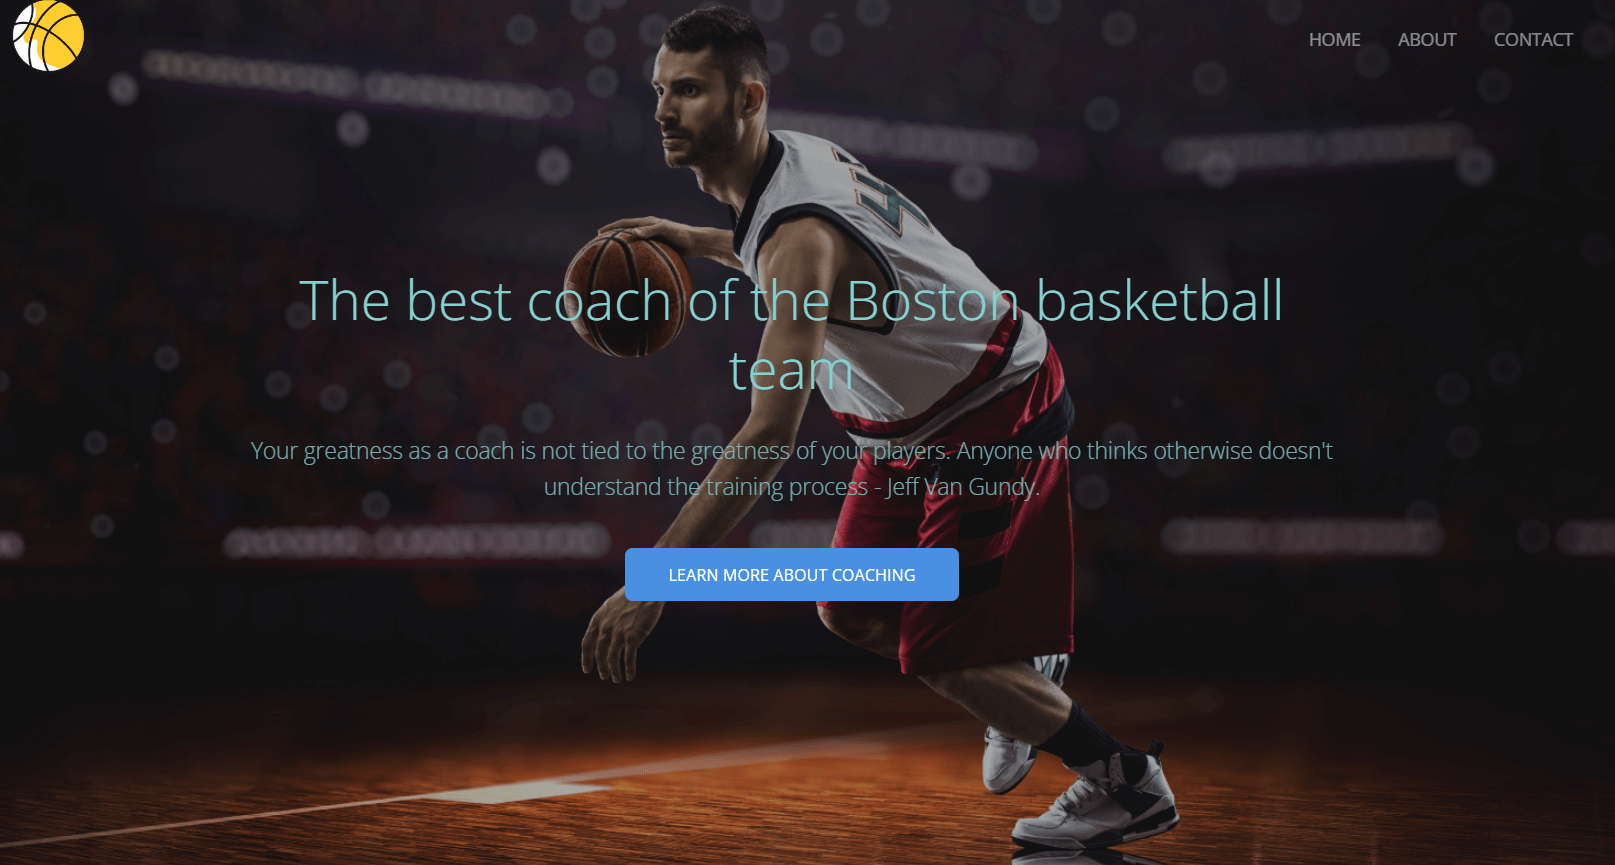 HOME ABOUT CONTACT
The best coach of the Boston basketball
team
Your greatness as a coach is not tied to the greatness of your players. Anyone who thinks otherwise doesn't
understand the training process - Jeff Van Gundy.
LEARN MORE ABOUT COACHING